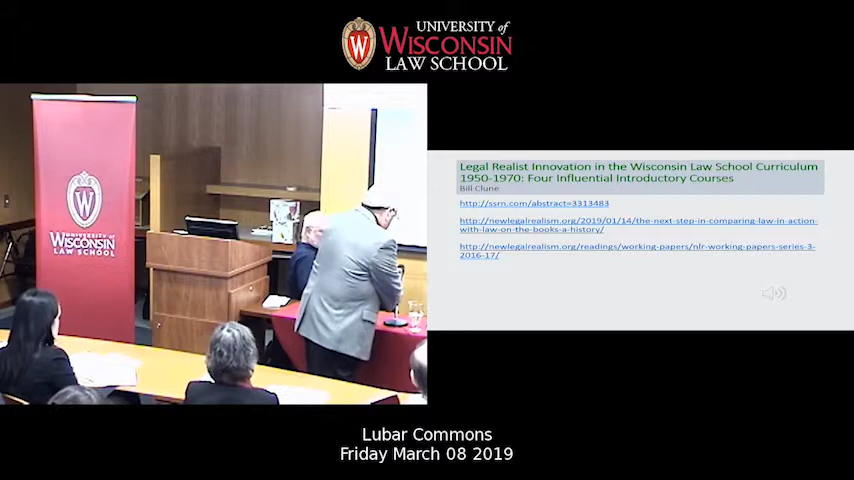 UNIVERSITY of
WISCONSIN
LAW SCHOOL
W
UNIVERSITY of
WISCONSIN
LAW SCHOOL
Legal Realist Innovation in the Wisconsin Law School Curriculum
1950-1970: Four Influential Introductory Courses
Bill Clune
http://ssrn.com/abstract=3313483
http://newlegalrealism.org/2019/01/14/the-next-step-in-comparing-law-in-action-
with-law-on-the-books-a-history/
http://newlegalrealism.org/readings/working-papers/nlr-working-papers-series-3-
2016-17/
Lubar Commons
Friday March 08 2019